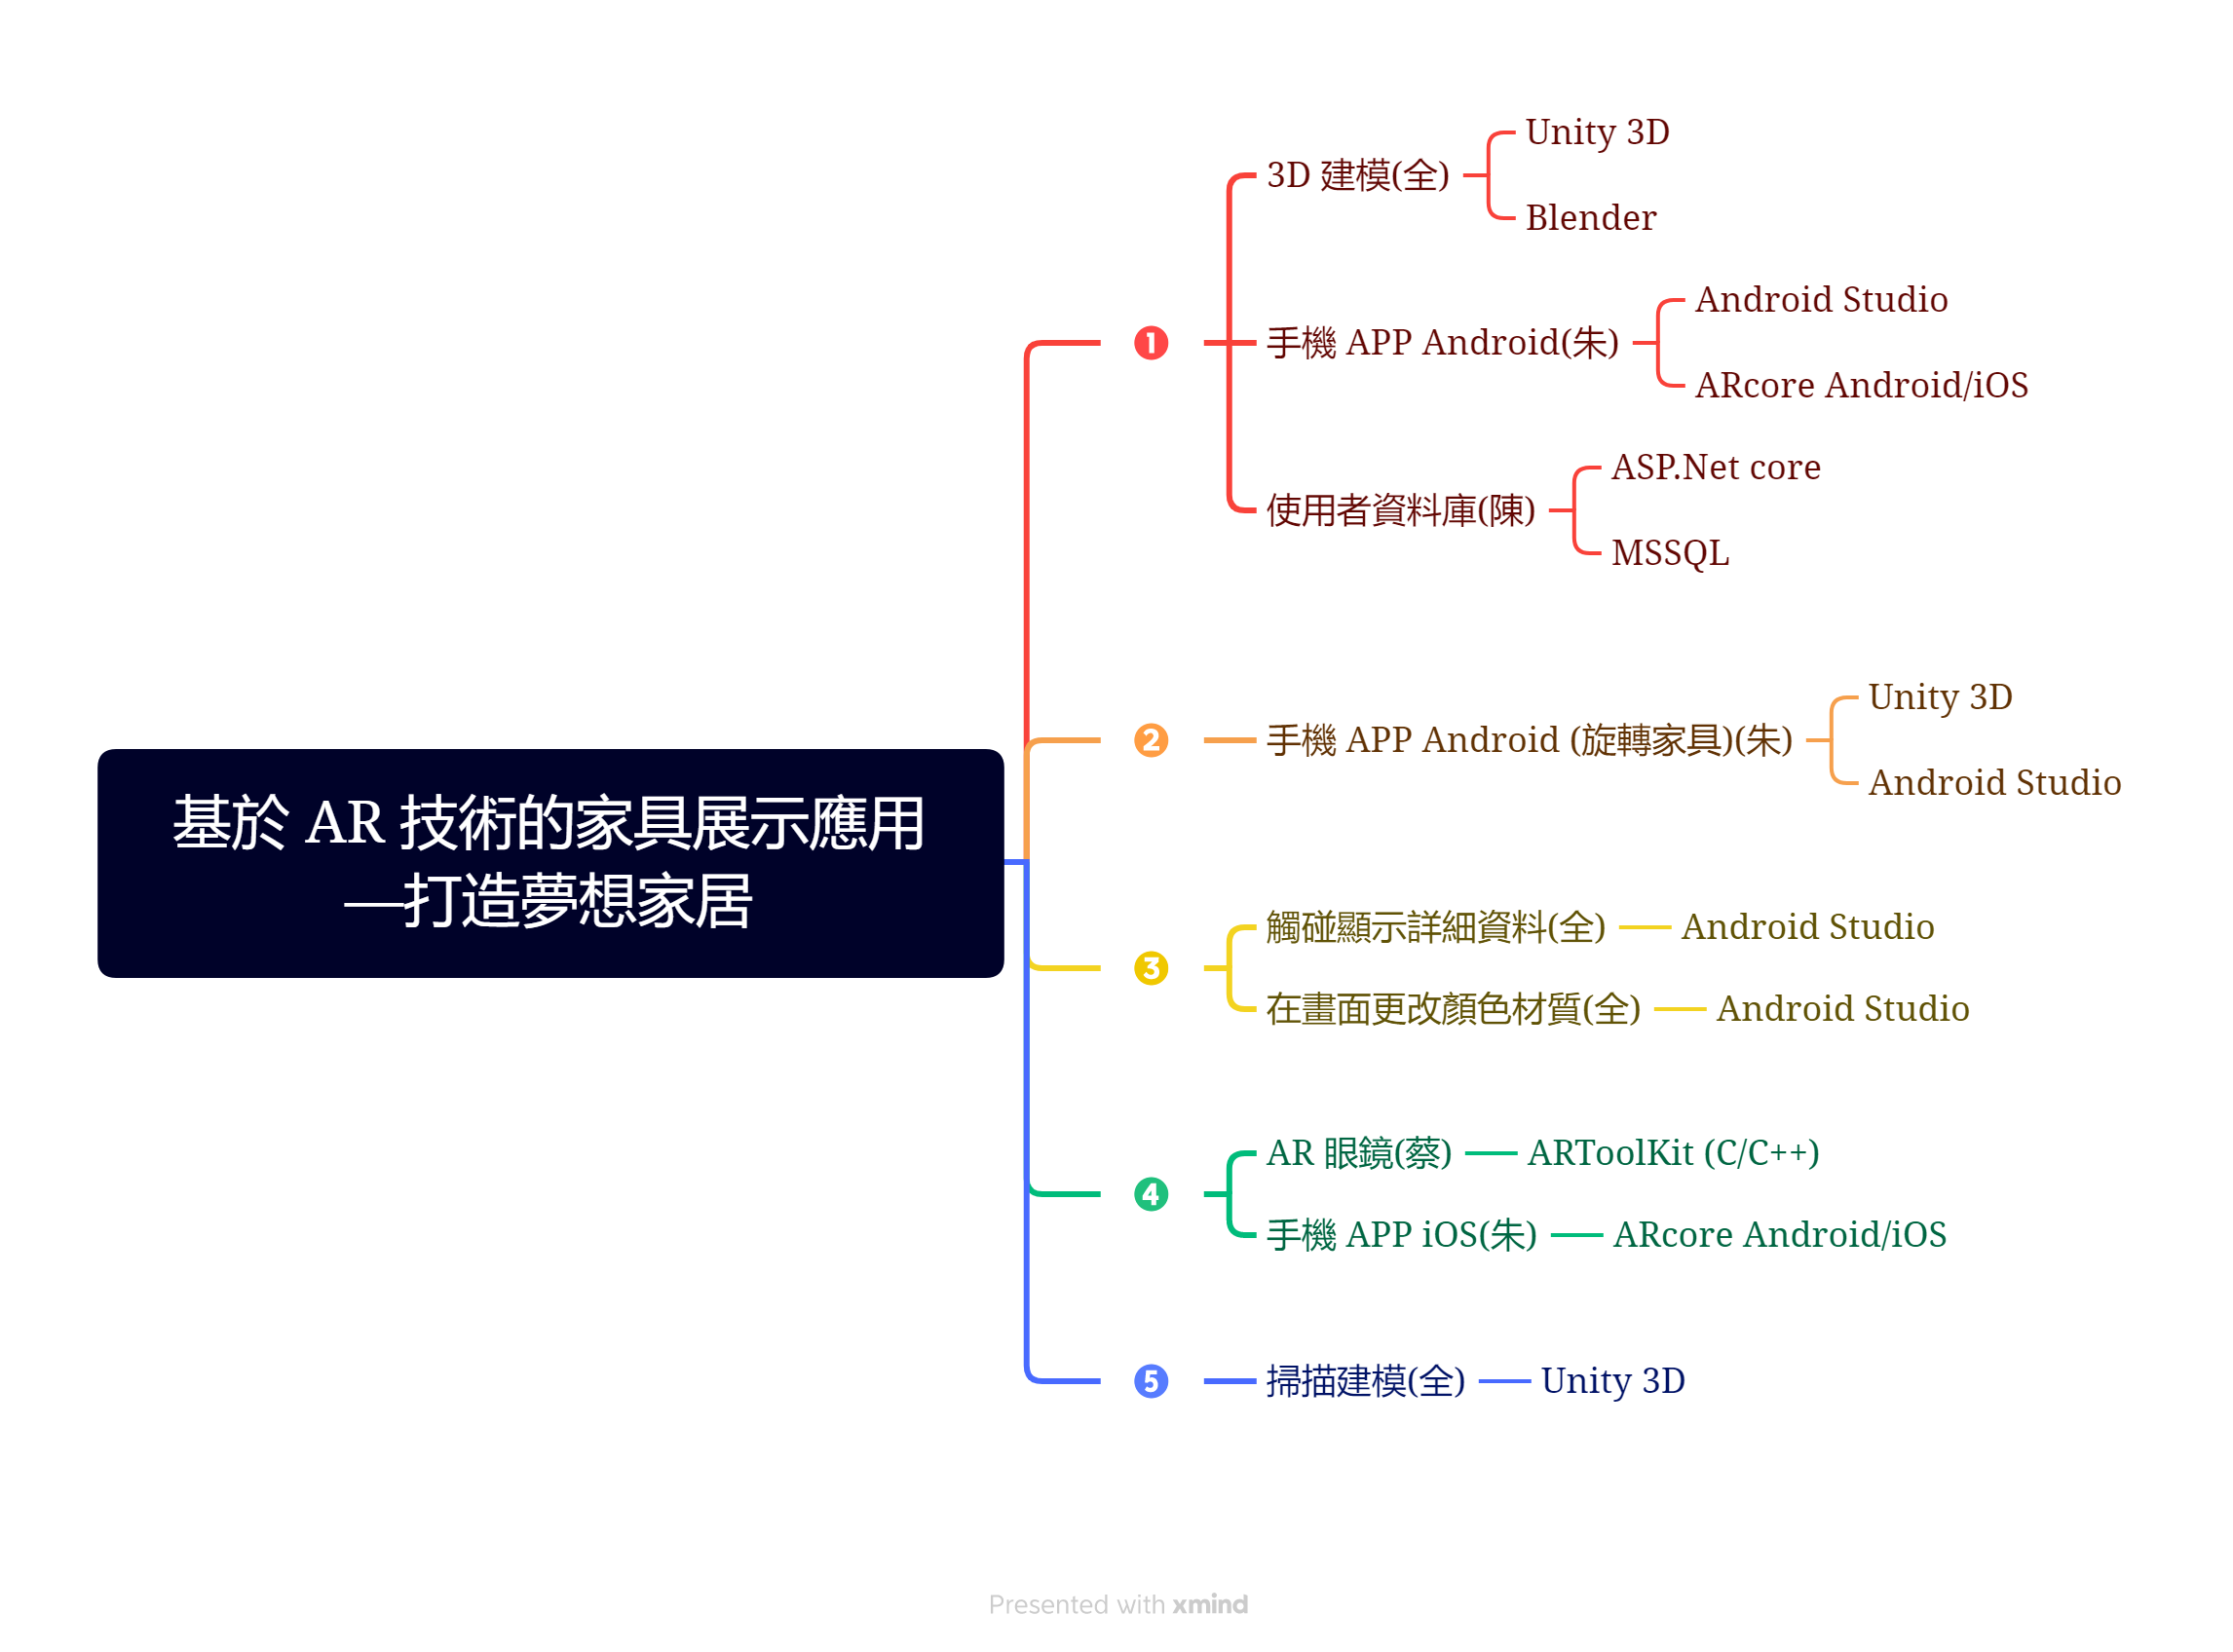 基於 AR 技術的家具展示應用
—打造夢想家居
❶
3D 建模(全)
Unity 3D
Blender
手機 APP Android(朱)
Android Studio
ARcore Android/iOS
使用者資料庫(陳)
ASP.Net core
MSSQL
❷
手機 APP Android (旋轉家具)(朱)
Unity 3D
Android Studio
❸
觸碰顯示詳細資料(全)
Android Studio
在畫面更改顏色材質(全)
Android Studio
❹
AR 眼鏡(蔡)
ARToolKit (C/C++)
手機 APP iOS(朱)
ARcore Android/iOS
❺
掃描建模(全)
Unity 3D
Presented with xmind